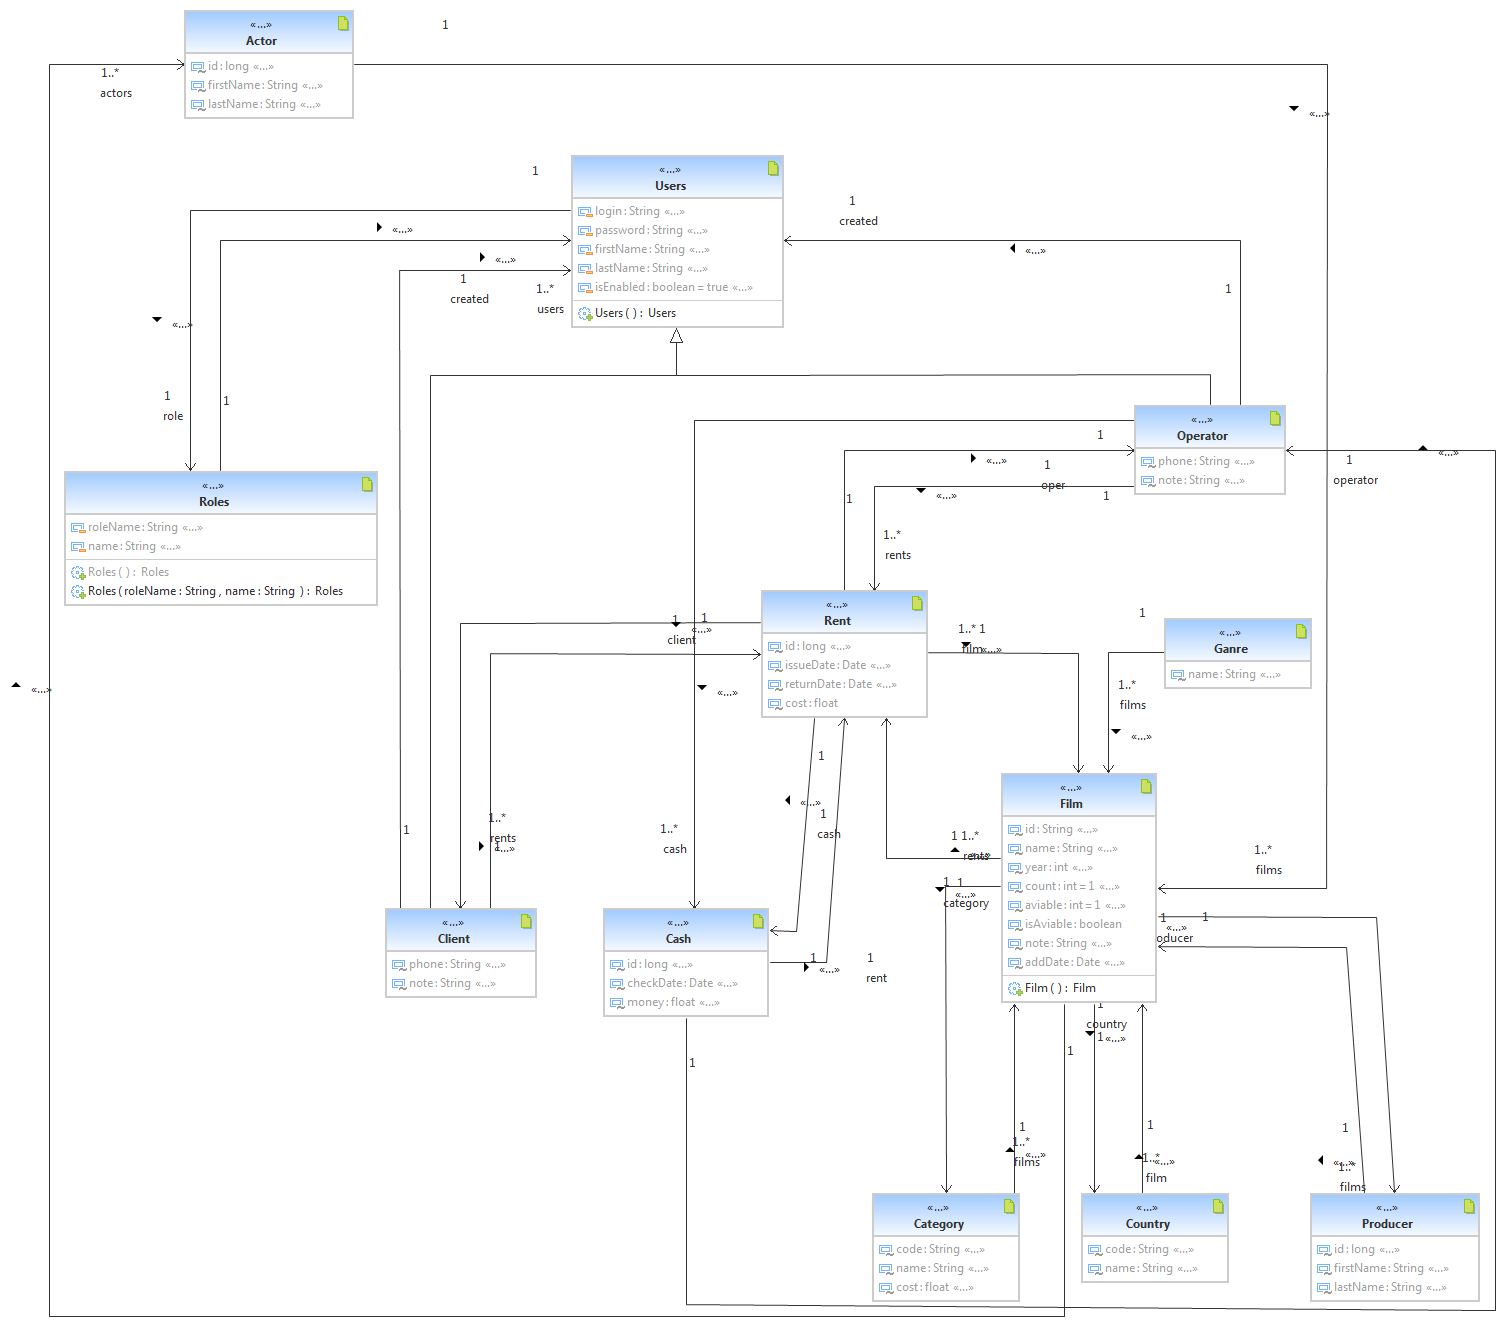 «...»
Actor
id: long «...»
firstName: String «...»
lastName: String «...»
1
1..*
actors
«...»
«...»
Users
login: String «...»
password: String «...»
firstName: String «...»
lastName: String «...»
isEnabled: boolean = true «...»
Users ( ) : Users
1
«...»
«...»
1
created
1..*
users
1
created
«...»
1
«...»
1
role
1
«...»
Roles
roleName: String «...»
name: String «...»
Roles ( ) : Roles
Roles ( roleName: String , name: String ) : Roles
«...»
Operator
phone: String «...»
note: String «...»
1
«...»
1
oper
1
«...»
1
1..*
rents
1
operator
«...»
«...»
Rent
id: long «...»
issueDate: Date «...»
returnDate: Date «...»
cost: float
1
1
client
«...»
«...»
1..* 1
film
«...»
1
«...»
Ganre
name: String «...»
1..*
films
«...»
«...»
1
«...»
1
cash
1..*
cash
1..*
rents
1
«...»
1
«...»
Film
id: String «...»
name: String «...»
year: int «...»
count: int = 1 «...»
aviable: int = 1 «...»
isAviable: boolean
note: String «...»
addDate: Date «...»
Film ( ) : Film
1 1..*
rents
«...»
1 1
«...»
category
1..*
films
1
1
«...»
oducer
«...»
Client
phone: String «...»
note: String «...»
«...»
Cash
id: long «...»
checkDate: Date «...»
money: float «...»
1
«...»
1
rent
1
1
country
1 «...»
1
1
1..*
«...»
films
1
1..*
«...»
film
1
«...»
1..*
films
«...»
Category
code: String «...»
name: String «...»
cost: float «...»
«...»
Country
code: String «...»
name: String «...»
«...»
Producer
id: long «...»
firstName: String «...»
lastName: String «...»